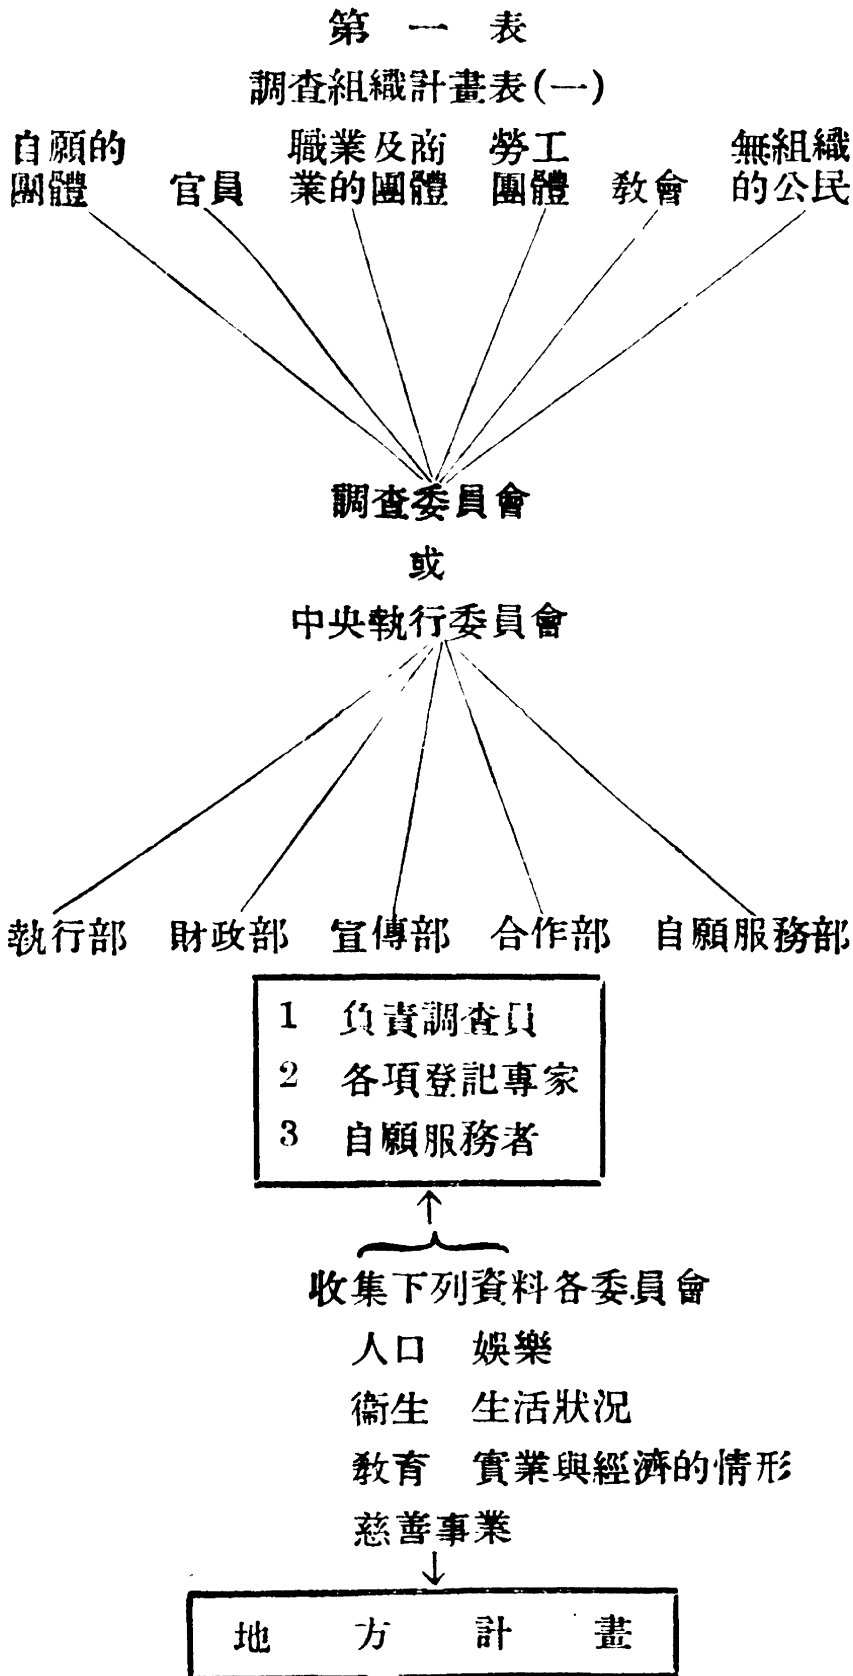 第一表
調查組織計畫表(一)
自願的 職業及商 勞工 無組織
團體 官員 業的團體 團體 敎會 的公民
調查委員會
或
中央執行委員會
執行部 財政部 宣傳部 合作部 自願服務部
1 負責調查員
2 各項登記專家
3 自願服務者
收集下列資料各委員會
人口 娛樂
衞生 生活狀況
敎育 實業與經濟的情形
慈善事業
地方計畫